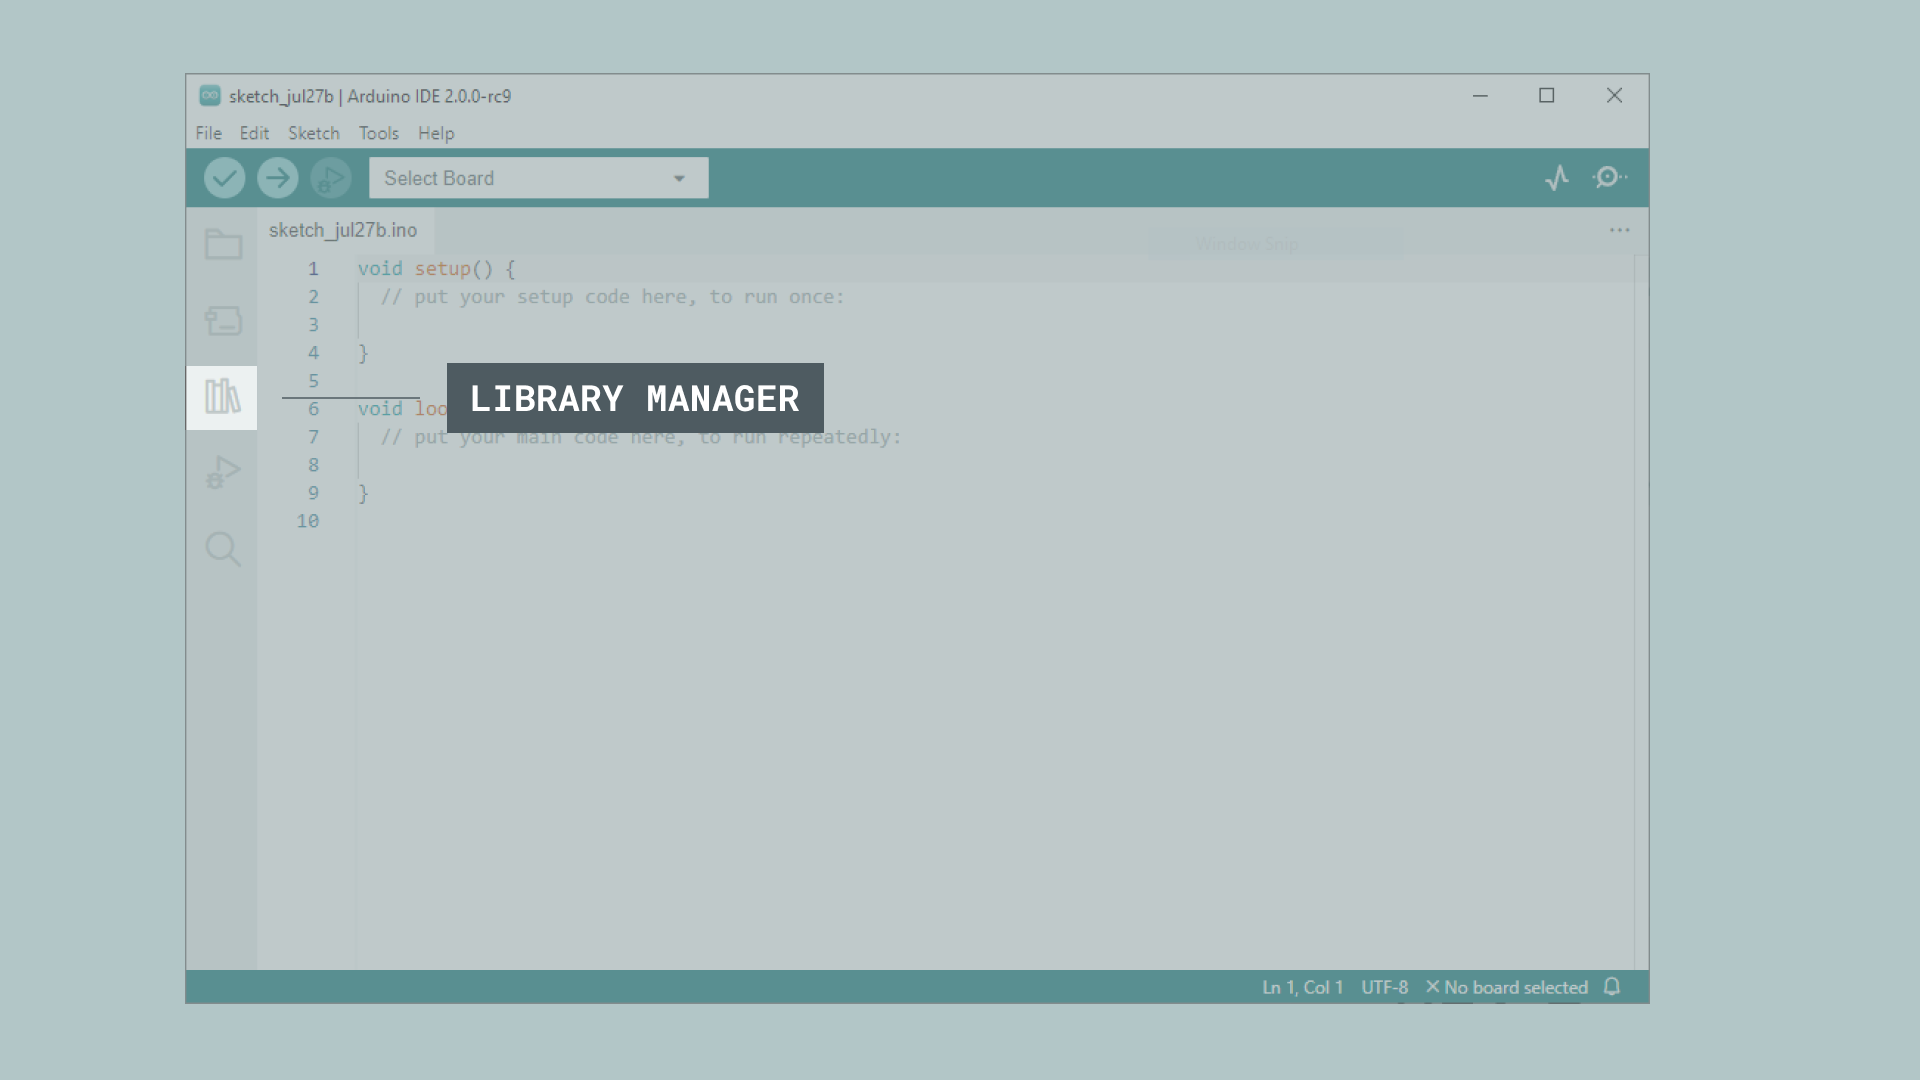 sketch_jul27b | Arduino IDE 2.0.0-rc9
File Edit Sketch Tools Help
Select Board
sketch_jul27b.ino
Window Snip
1 void setup() {
2 // put your setup code here, to run once:
3
4 }
5
LIBRARY MANAGER
6 void loo
7 // put your main code here, to run repeatedly:
8
9 }
10
Ln 1, Col 1 UTF-8 No board selected